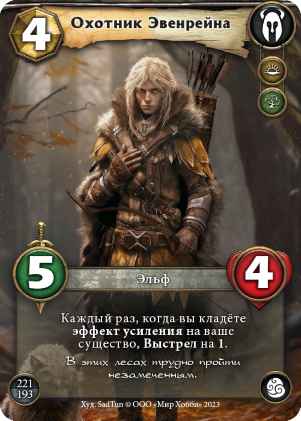 4
Охотник Эвенрейна
5
Эльф
4
Каждый раз, когда вы кладёте
эффект усиления на ваше
существо, Выстрел на 1.
В этих лесах трудно пройти
незамеченным.
221
193
Худ. SadTun © ООО «Мир Хобби» 2023